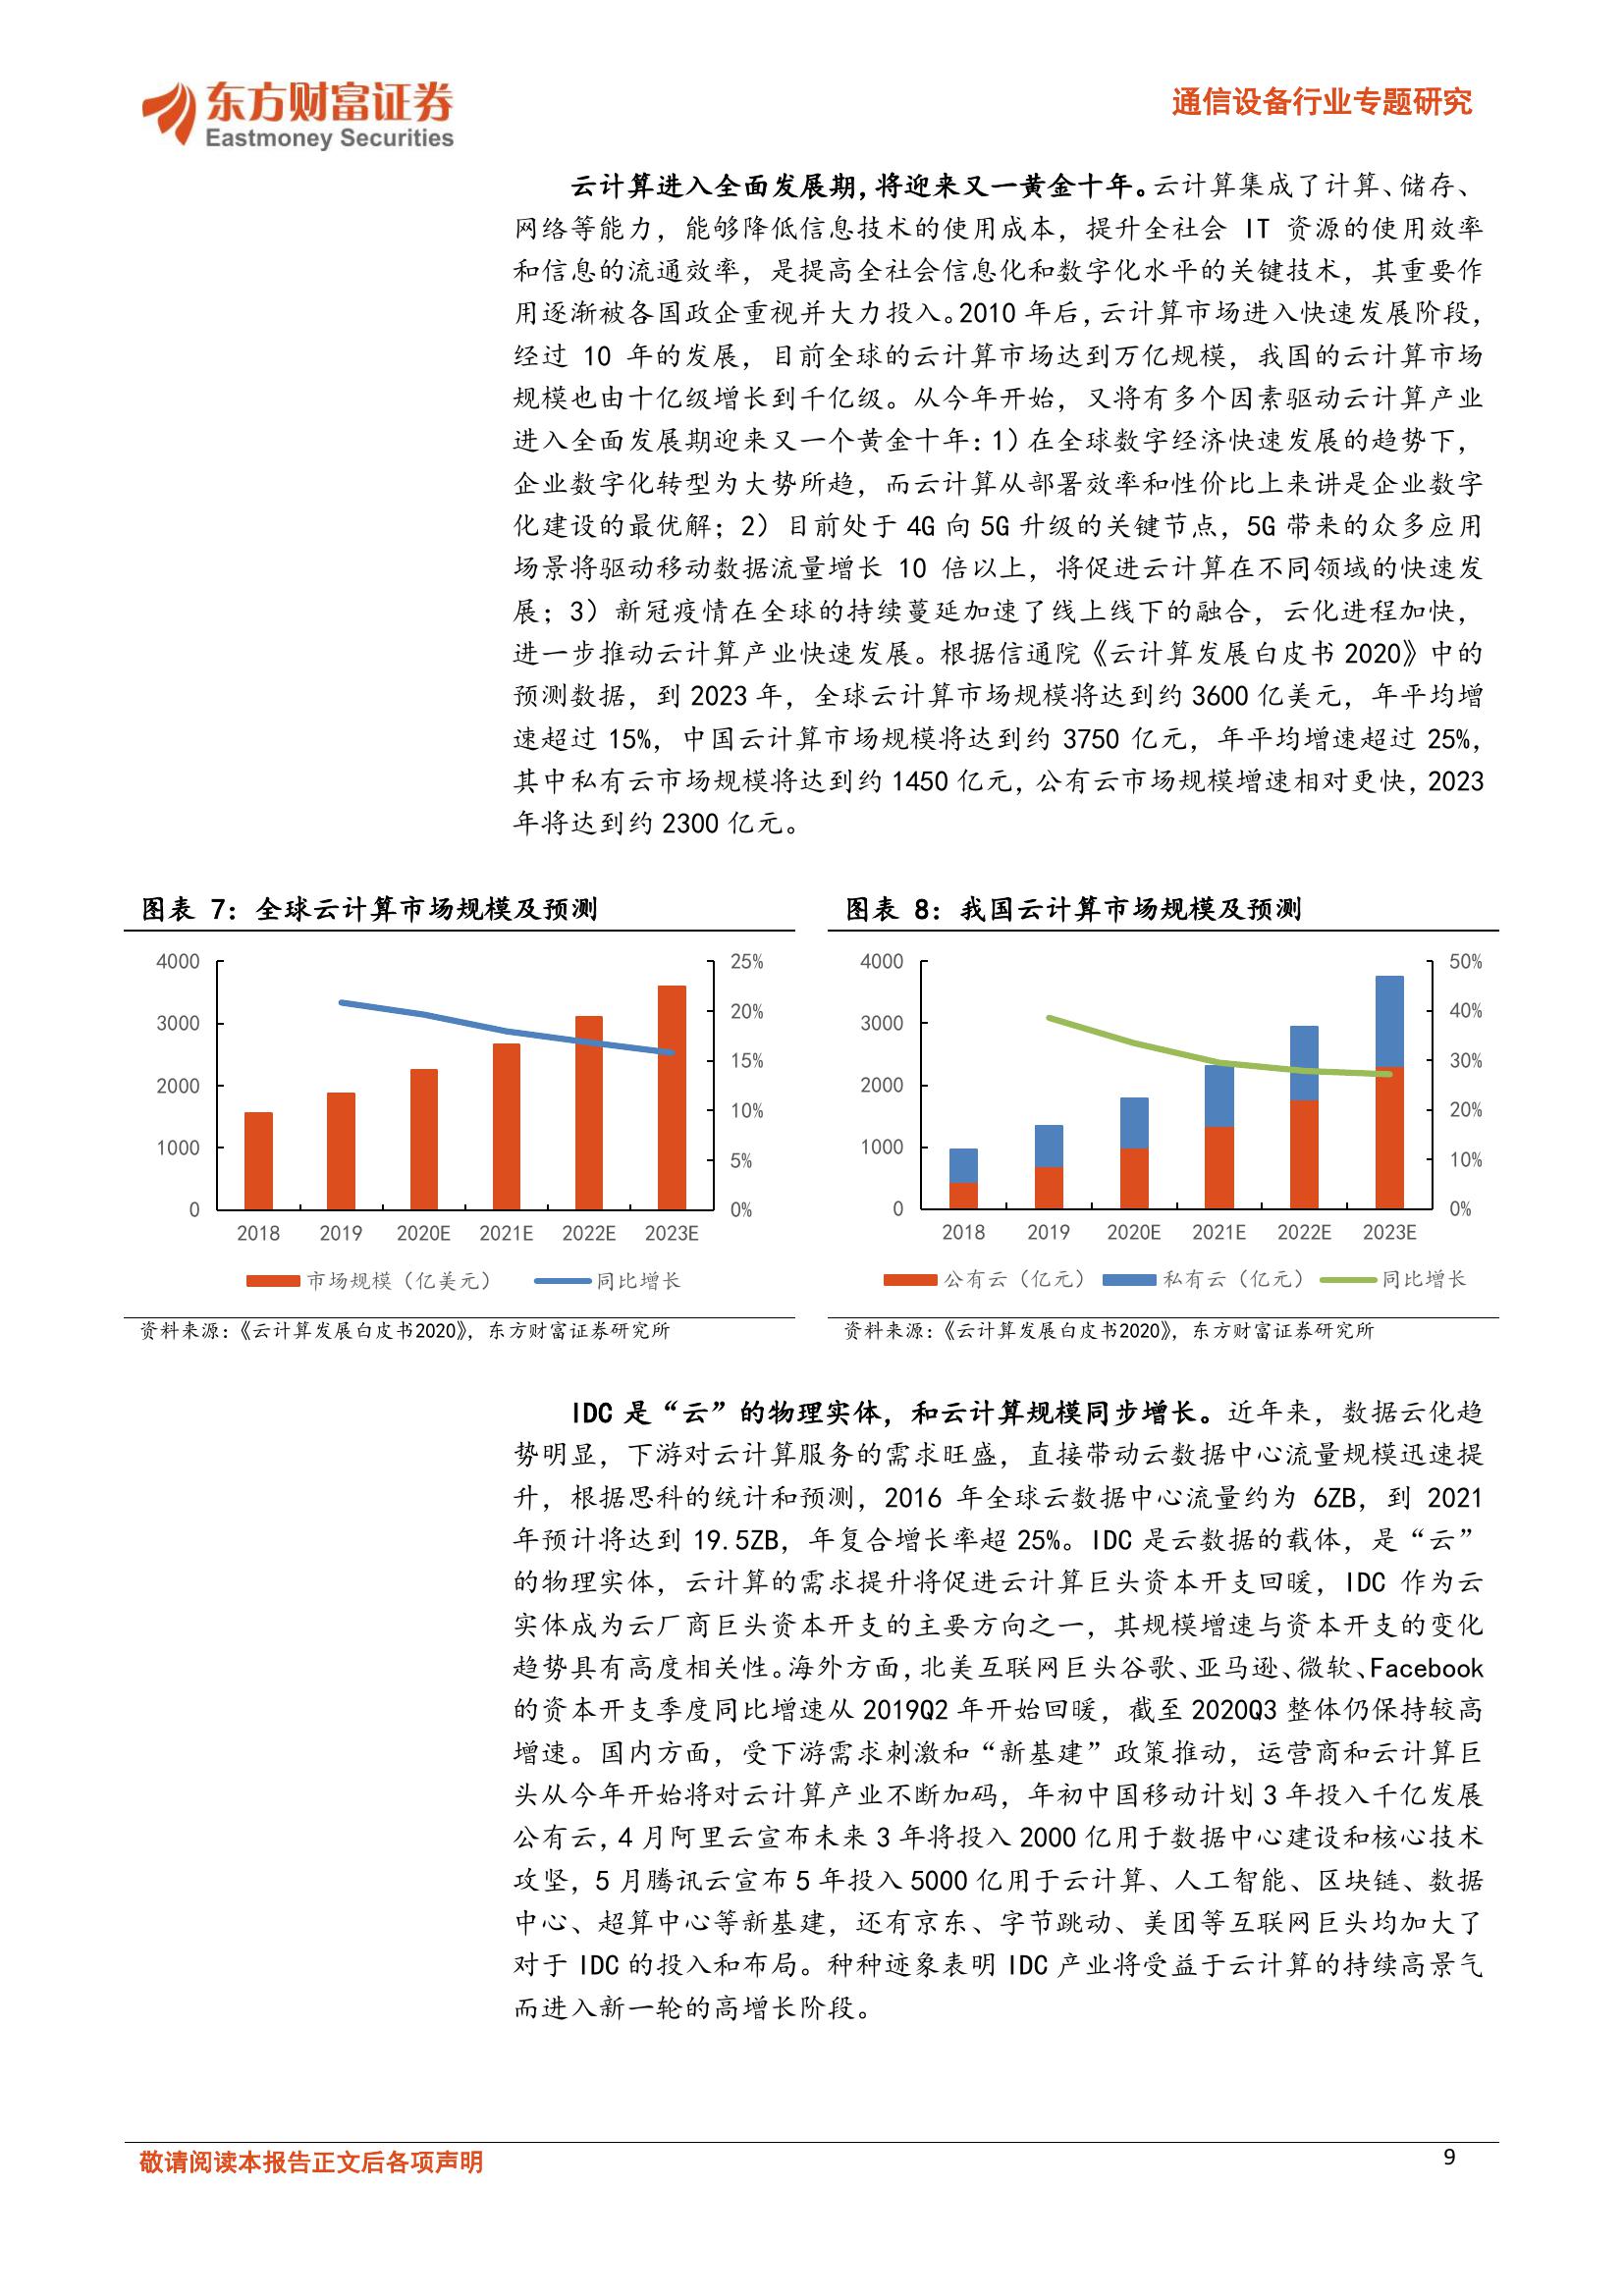 东方财富证券
Eastmoney Securities
通信设备行业专题研究
云计算进入全面发展期,将迎来又一黄金十年。云计算集成了计算、储存、
网络等能力，能够降低信息技术的使用成本，提升全社会 IT 资源的使用效率
和信息的流通效率，是提高全社会信息化和数字化水平的关键技术，其重要作
用逐渐被各国政企重视并大力投入。2010 年后,云计算市场进入快速发展阶段，
经过 10 年的发展，目前全球的云计算市场达到万亿规模，我国的云计算市场
规模也由十亿级增长到千亿级。从今年开始，又将有多个因素驱动云计算产业
进入全面发展期迎来又一个黄金十年：1）在全球数字经济快速发展的趋势下，
企业数字化转型为大势所趋，而云计算从部署效率和性价比上来讲是企业数字
化建设的最优解；2）目前处于 4G 向 5G 升级的关键节点，5G 带来的众多应用
场景将驱动移动数据流量增长 10 倍以上，将促进云计算在不同领域的快速发
展；3）新冠疫情在全球的持续蔓延加速了线上线下的融合，云化进程加快，
进一步推动云计算产业快速发展。根据信通院《云计算发展白皮书 2020》中的
预测数据，到 2023 年，全球云计算市场规模将达到约 3600 亿美元，年平均增
速超过 15%，中国云计算市场规模将达到约 3750 亿元，年平均增速超过 25%，
其中私有云市场规模将达到约 1450 亿元,公有云市场规模增速相对更快,2023
年将达到约 2300 亿元。
图表 7：全球云计算市场规模及预测
4000
3000
2000
1000
0
25%
20%
15%
10%
5%
0%
2018 2019 2020E 2021E 2022E 2023E
市场规模（亿美元） 同比增长
资料来源：《云计算发展白皮书2020》，东方财富证券研究所
图表 8：我国云计算市场规模及预测
4000
3000
2000
1000
0
50%
40%
30%
20%
10%
0%
2018 2019 2020E 2021E 2022E 2023E
公有云（亿元） 私有云（亿元） 同比增长
资料来源：《云计算发展白皮书2020》，东方财富证券研究所
IDC 是“云”的物理实体，和云计算规模同步增长。近年来，数据云化趋
势明显，下游对云计算服务的需求旺盛，直接带动云数据中心流量规模迅速提
升，根据思科的统计和预测，2016 年全球云数据中心流量约为 6ZB，到 2021
年预计将达到 19.5ZB，年复合增长率超 25%。IDC 是云数据的载体，是“云”
的物理实体，云计算的需求提升将促进云计算巨头资本开支回暖，IDC 作为云
实体成为云厂商巨头资本开支的主要方向之一，其规模增速与资本开支的变化
趋势具有高度相关性。海外方面,北美互联网巨头谷歌、亚马逊、微软、Facebook
的资本开支季度同比增速从 2019Q2 年开始回暖，截至 2020Q3 整体仍保持较高
增速。国内方面，受下游需求刺激和“新基建”政策推动，运营商和云计算巨
头从今年开始将对云计算产业不断加码，年初中国移动计划 3 年投入千亿发展
公有云,4 月阿里云宣布未来 3 年将投入 2000 亿用于数据中心建设和核心技术
攻坚，5 月腾讯云宣布 5 年投入 5000 亿用于云计算、人工智能、区块链、数据
中心、超算中心等新基建，还有京东、字节跳动、美团等互联网巨头均加大了
对于 IDC 的投入和布局。种种迹象表明 IDC 产业将受益于云计算的持续高景气
而进入新一轮的高增长阶段。
敬请阅读本报告正文后各项声明
9